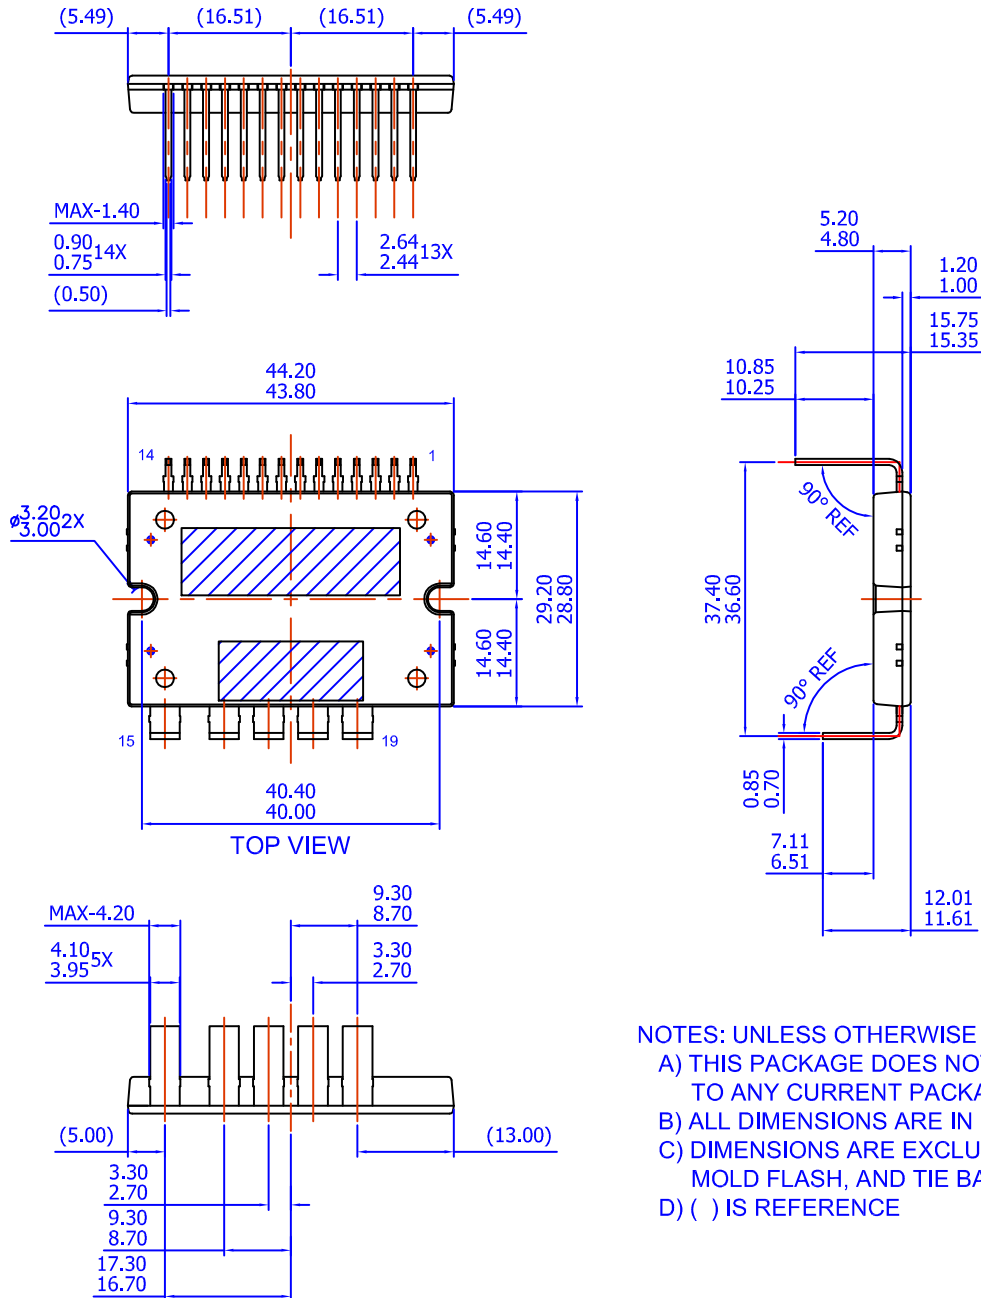 (5.49) (16.51) (16.51) (5.49)
MAX-1.40
0.90
0.75 14X
(0.50)
2.64
2.44 13X
5.20
4.80
1.20
1.00
15.75
15.35
10.85
10.25
44.20
43.80
14 1
ø3.20
3.00 2X
14.60
14.40
29.20
28.80
14.60
14.40
15 19
40.40
40.00
TOP VIEW
90° REF
37.40
36.60
90° REF
0.85
0.70
7.11
6.51
12.01
11.61
MAX-4.20
4.10
3.95 5X
9.30
8.70
3.30
2.70
(5.00) (13.00)
3.30
2.70
9.30
8.70
17.30
16.70
NOTES: UNLESS OTHERWISE
A) THIS PACKAGE DOES NO
TO ANY CURRENT PACKA
B) ALL DIMENSIONS ARE IN
C) DIMENSIONS ARE EXCLU
MOLD FLASH, AND TIE BA
D) ( ) IS REFERENCE